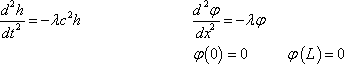 d²h/dt² = −λc²h d²φ/dx² = −λφ
φ(0) = 0 φ(L) = 0